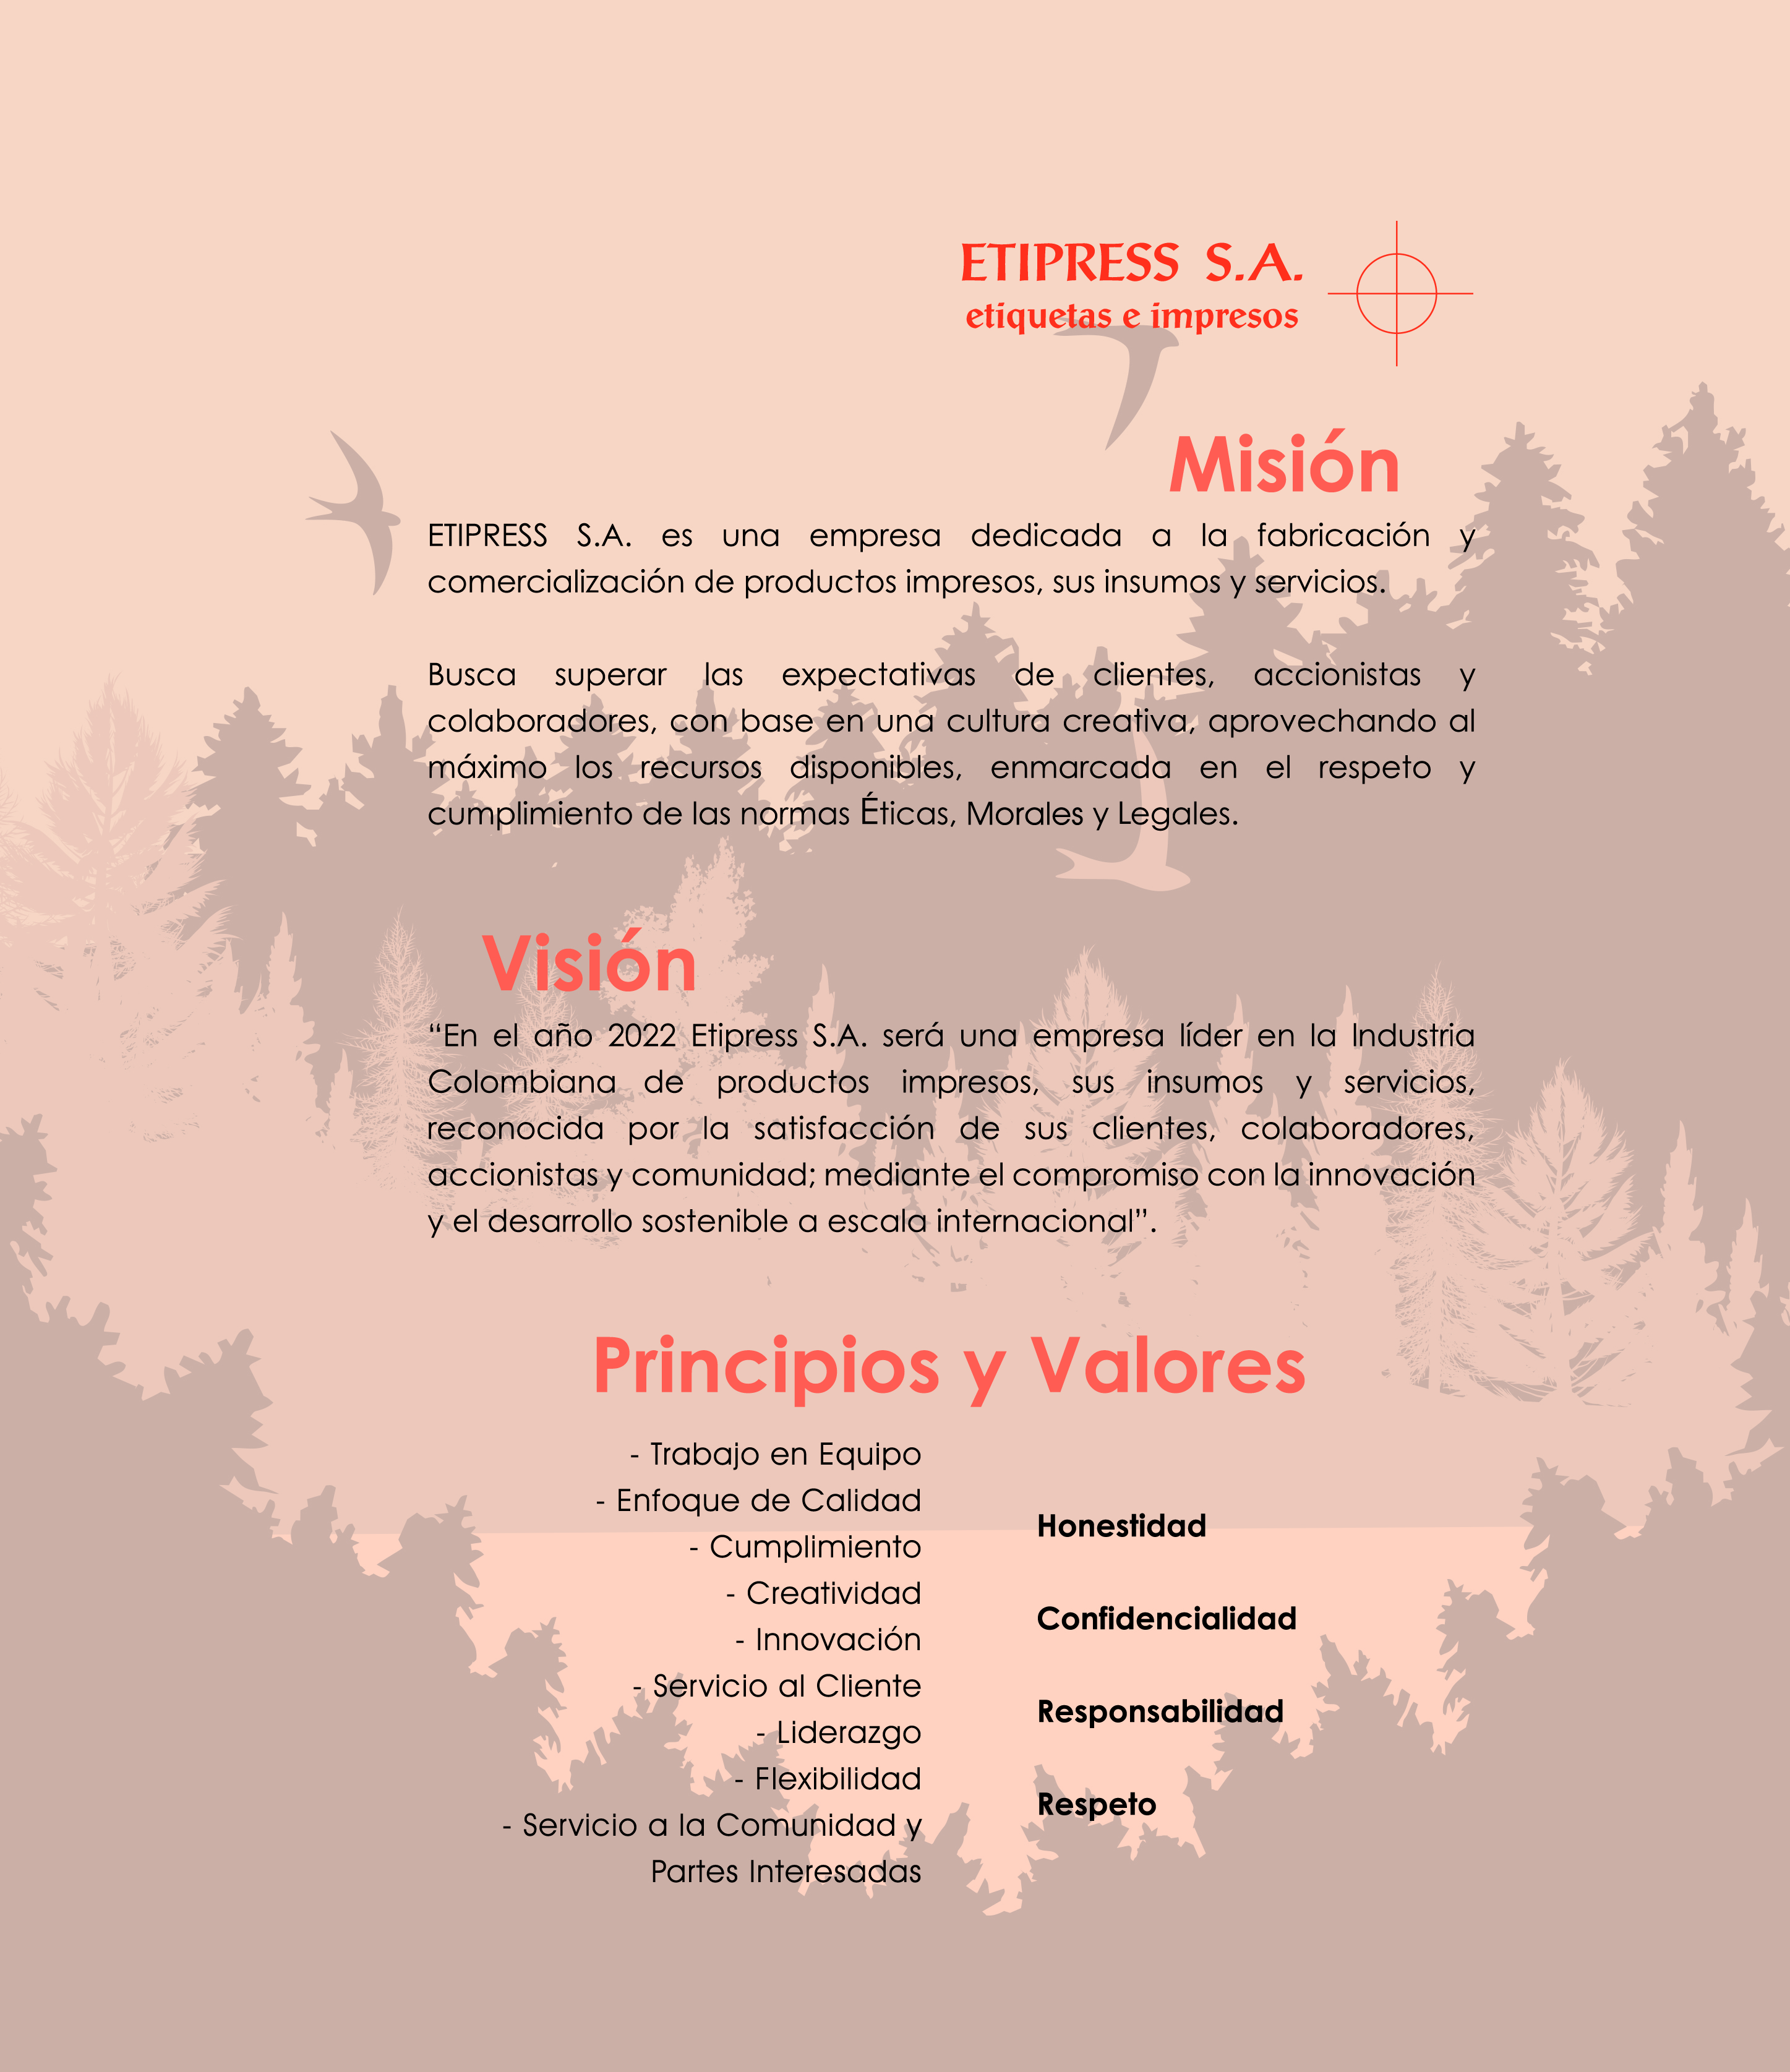 ETIPRESS S.A.
etiquetas e impresos
Misión
ETIPRESS S.A. es una empresa dedicada a la fabricación y
comercialización de productos impresos, sus insumos y servicios.
Busca superar las expectativas de clientes, accionistas y
colaboradores, con base en una cultura creativa, aprovechando al
máximo los recursos disponibles, enmarcada en el respeto y
cumplimiento de las normas Éticas, Morales y Legales.
Visión
“En el año 2022 Etipress S.A. será una empresa líder en la Industria
Colombiana de productos impresos, sus insumos y servicios,
reconocida por la satisfacción de sus clientes, colaboradores,
accionistas y comunidad; mediante el compromiso con la innovación
y el desarrollo sostenible a escala internacional”.
Principios y Valores
- Trabajo en Equipo
- Enfoque de Calidad
- Cumplimiento
- Creatividad
- Innovación
- Servicio al Cliente
- Liderazgo
- Flexibilidad
- Servicio a la Comunidad y
Partes Interesadas
Honestidad
Confidencialidad
Responsabilidad
Respeto